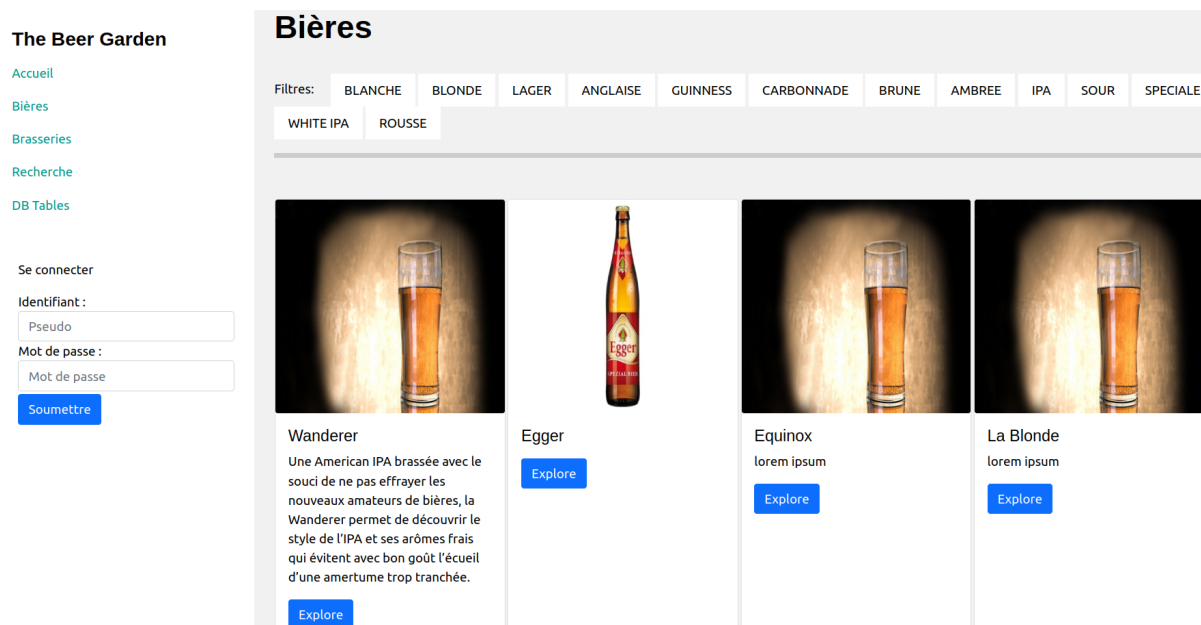 The Beer Garden
Accueil
Bières
Brasseries
Recherche
DB Tables
Se connecter
Identifiant :
Pseudo
Mot de passe :
Mot de passe
Soumettre
Bières
Filtres: BLANCHE BLONDE LAGER ANGLAISE GUINNESS CARBONNADE BRUNE AMBREE IPA SOUR SPECIALE
WHITE IPA ROUSSE
Egger
SPEZIAL BIER
Wanderer
Une American IPA brassée avec le
souci de ne pas effrayer les
nouveaux amateurs de bières, la
Wanderer permet de découvrir le
style de l'IPA et ses arômes frais
qui évitent avec bon goût l'écueil
d'une amertume trop tranchée.
Explore
Egger
Explore
Equinox
lorem ipsum
Explore
La Blonde
lorem ipsum
Explore